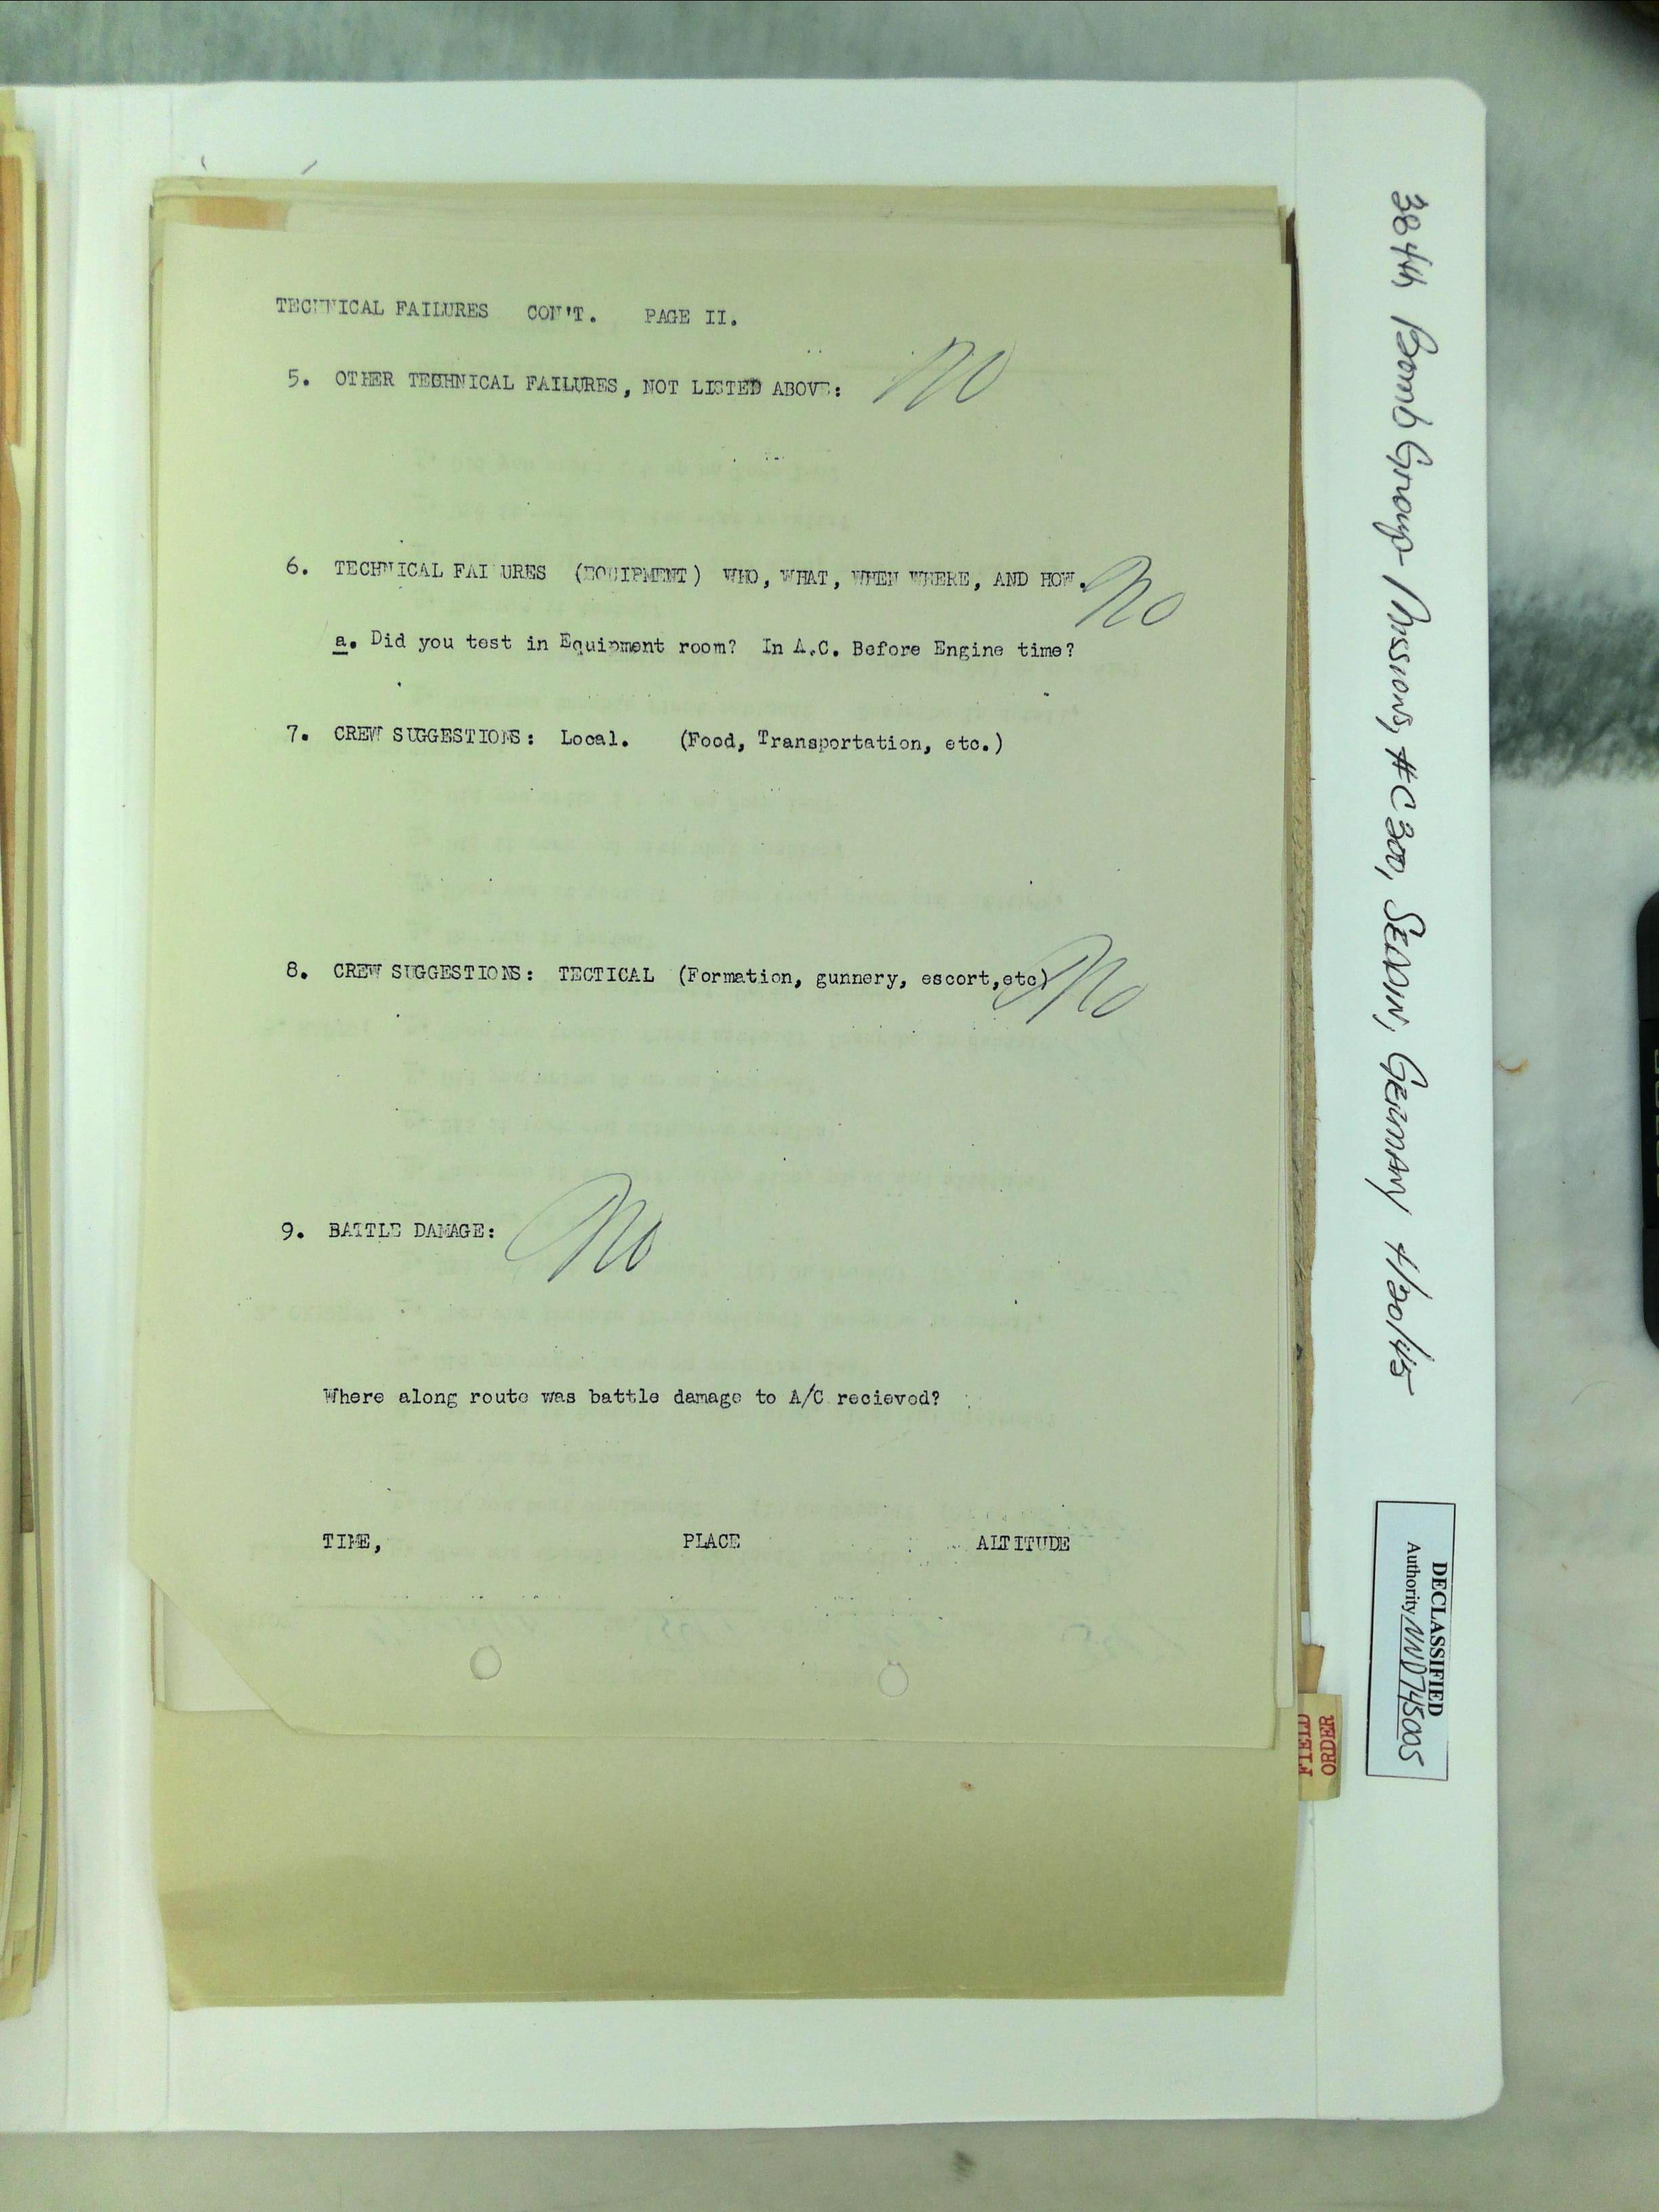 TECHNICAL FAILURES CON'T. PAGE II.
5. OTHER TECHNICAL FAILURES, NOT LISTED ABOVE: NO
6. TECHNICAL FAILURES (EQUIPMENT) WHO, WHAT, WHEN WHERE, AND HOW. No
a. Did you test in Equipment room? In A.C. Before Engine time?
7. CREW SUGGESTIONS: Local. (Food, Transportation, etc.)
8. CREW SUGGESTIONS: TECTICAL (Formation, gunnery, escort,etc) No
9. BATTLE DAMAGE: No
Where along route was battle damage to A/C recieved?
TIME, PLACE ALTITUDE
384th Bomb Group- Missions, #C300, SEDDIN, GERMANY 4/20/45
DECLASSIFIED
Authority NND745005
FIELD
ORDER